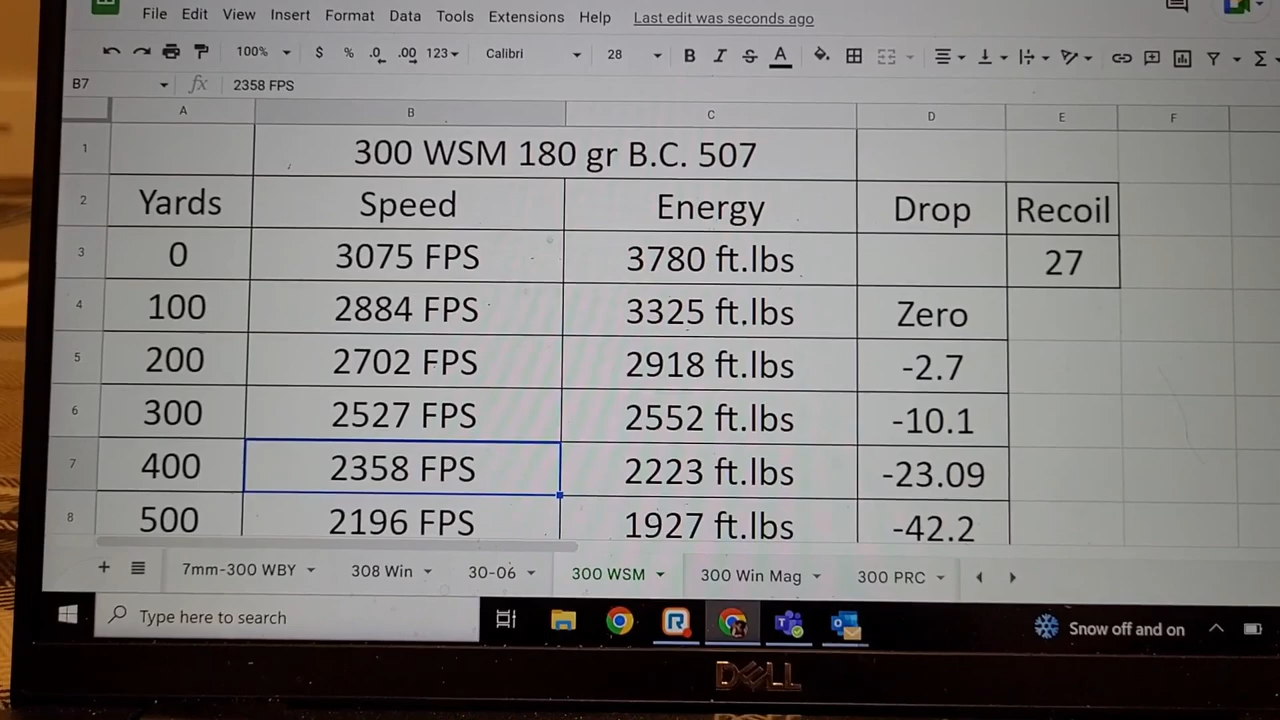 File Edit View Insert Format Data Tools Extensions Help Last edit was seconds ago
100% $ % .0 .00 123 Calibri 28 B I S A
B7 fx 2358 FPS
A B C D E F
1 300 WSM 180 gr B.C. 507
2 Yards Speed Energy Drop Recoil
3 0 3075 FPS 3780 ft.lbs 27
4 100 2884 FPS 3325 ft.lbs Zero
5 200 2702 FPS 2918 ft.lbs -2.7
6 300 2527 FPS 2552 ft.lbs -10.1
7 400 2358 FPS 2223 ft.lbs -23.09
8 500 2196 FPS 1927 ft.lbs -42.2
7mm-300 WBY 308 Win 30-06 300 WSM 300 Win Mag 300 PRC
Type here to search Snow off and on
DELL